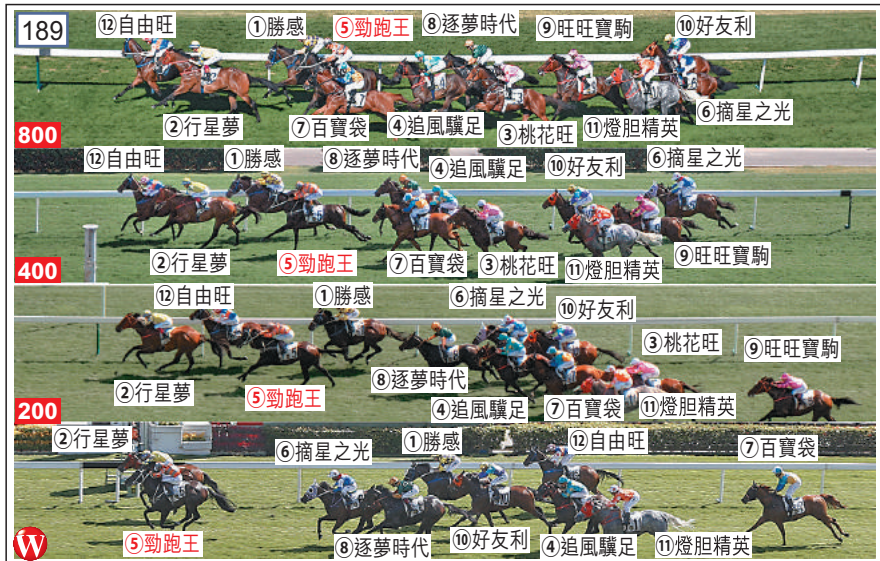 189
⑫自由旺 ①勝感 ⑤勁跑王 ⑧逐夢時代 ⑨旺旺寶駒 ⑩好友利
②行星夢 ⑦百寶袋 ④追風驥足 ③桃花旺 ⑪燈胆精英 ⑥摘星之光
800
⑫自由旺 ①勝感 ⑧逐夢時代 ④追風驥足 ⑩好友利 ⑥摘星之光
②行星夢 ⑤勁跑王 ⑦百寶袋 ③桃花旺 ⑪燈胆精英 ⑨旺旺寶駒
400
⑫自由旺 ①勝感 ⑥摘星之光 ⑩好友利 ③桃花旺 ⑨旺旺寶駒
②行星夢 ⑤勁跑王 ⑧逐夢時代 ④追風驥足 ⑦百寶袋 ⑪燈胆精英
200
②行星夢 ⑥摘星之光 ①勝感 ⑫自由旺 ⑦百寶袋
⑤勁跑王 ⑧逐夢時代 ⑩好友利 ④追風驥足 ⑪燈胆精英
W